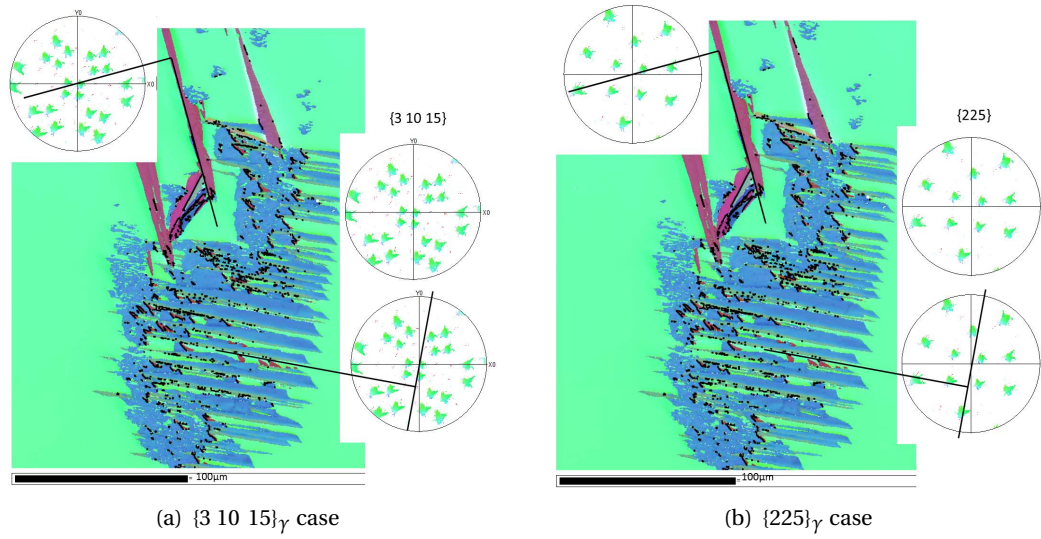 Y0
X0
{3 10 15}
Y0
X0
Y0
X0
= 100µm
(a) {3 10 15}γ case
{225}
= 100µm
(b) {225}γ case